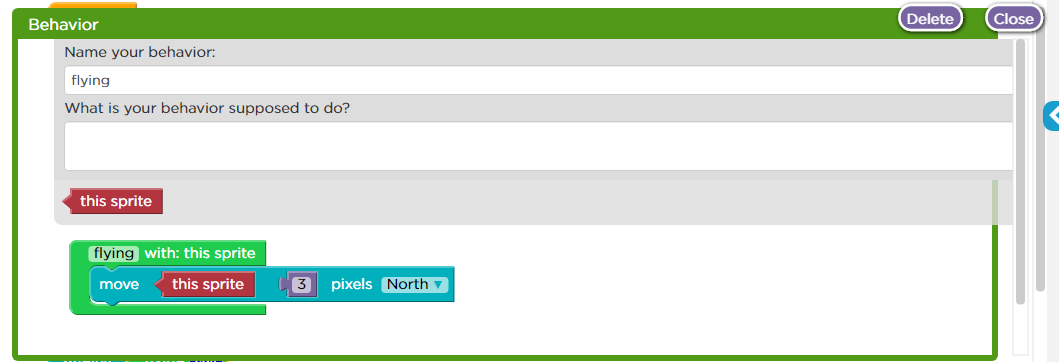 Behavior
Delete
Close
Name your behavior:
flying
What is your behavior supposed to do?
this sprite
flying with: this sprite
move this sprite 3 pixels North